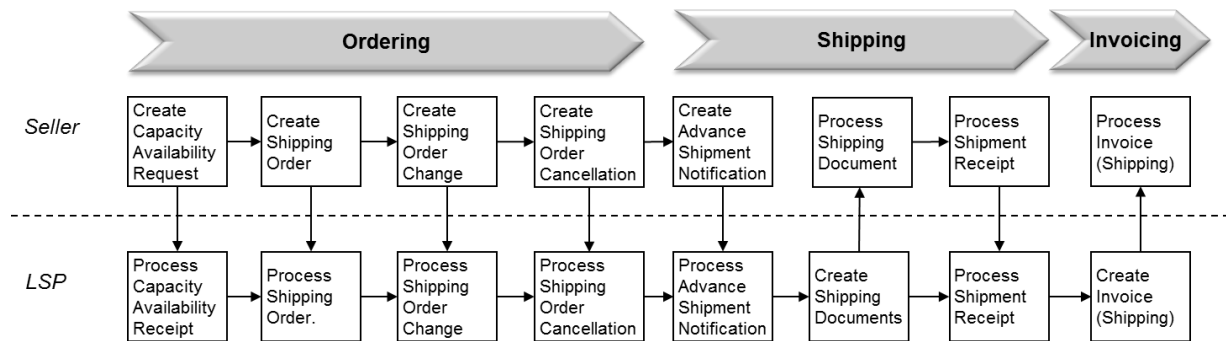 Ordering
Shipping
Invoicing
Seller
Create
Capacity
Availability
Request
Create
Shipping
Order
Create
Shipping
Order
Change
Create
Shipping
Order
Cancellation
Create
Advance
Shipment
Notification
Process
Shipping
Document
Process
Shipment
Receipt
Process
Invoice
(Shipping)
LSP
Process
Capacity
Availability
Receipt
Process
Shipping
Order.
Process
Shipping
Order
Change
Process
Shipping
Order
Cancellation
Process
Advance
Shipment
Notification
Create
Shipping
Documents
Process
Shipment
Receipt
Create
Invoice
(Shipping)